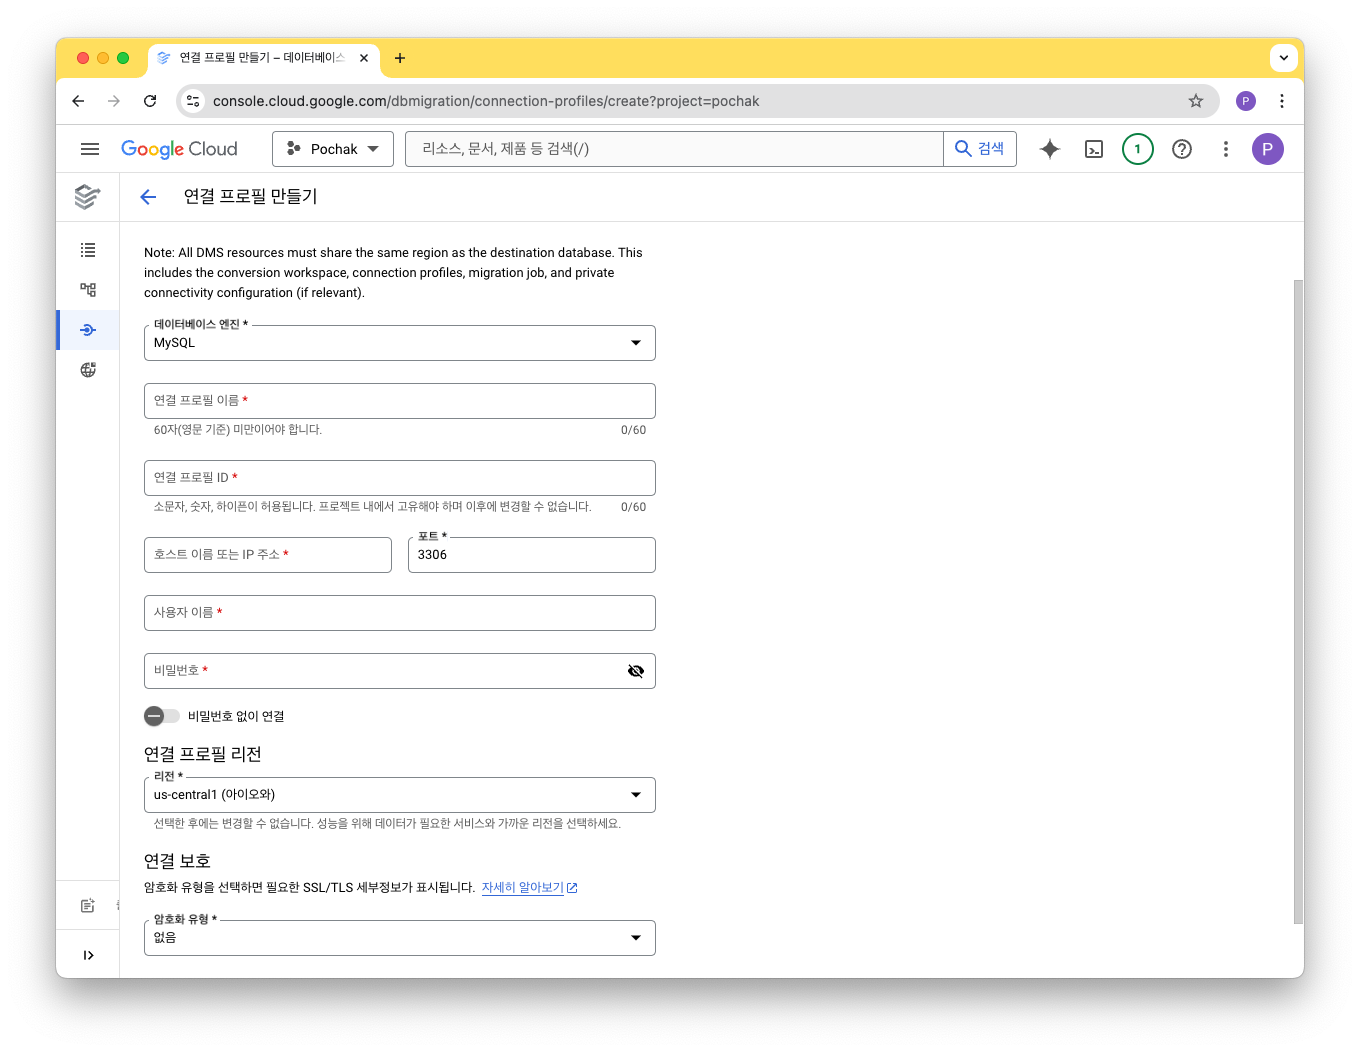 연결 프로필 만들기 – 데이터베이스
console.cloud.google.com/dbmigration/connection-profiles/create?project=pochak
P
Google Cloud
Pochak
리소스, 문서, 제품 등 검색(/)
검색
1
P
연결 프로필 만들기
Note: All DMS resources must share the same region as the destination database. This
includes the conversion workspace, connection profiles, migration job, and private
connectivity configuration (if relevant).
데이터베이스 엔진 *
MySQL
연결 프로필 이름 *
60자(영문 기준) 미만이어야 합니다.
0/60
연결 프로필 ID *
소문자, 숫자, 하이픈이 허용됩니다. 프로젝트 내에서 고유해야 하며 이후에 변경할 수 없습니다.
0/60
호스트 이름 또는 IP 주소 *
포트 *
3306
사용자 이름 *
비밀번호 *
비밀번호 없이 연결
연결 프로필 리전
리전 *
us-central1 (아이오와)
선택한 후에는 변경할 수 없습니다. 성능을 위해 데이터가 필요한 서비스와 가까운 리전을 선택하세요.
연결 보호
암호화 유형을 선택하면 필요한 SSL/TLS 세부정보가 표시됩니다. 자세히 알아보기
암호화 유형 *
없음